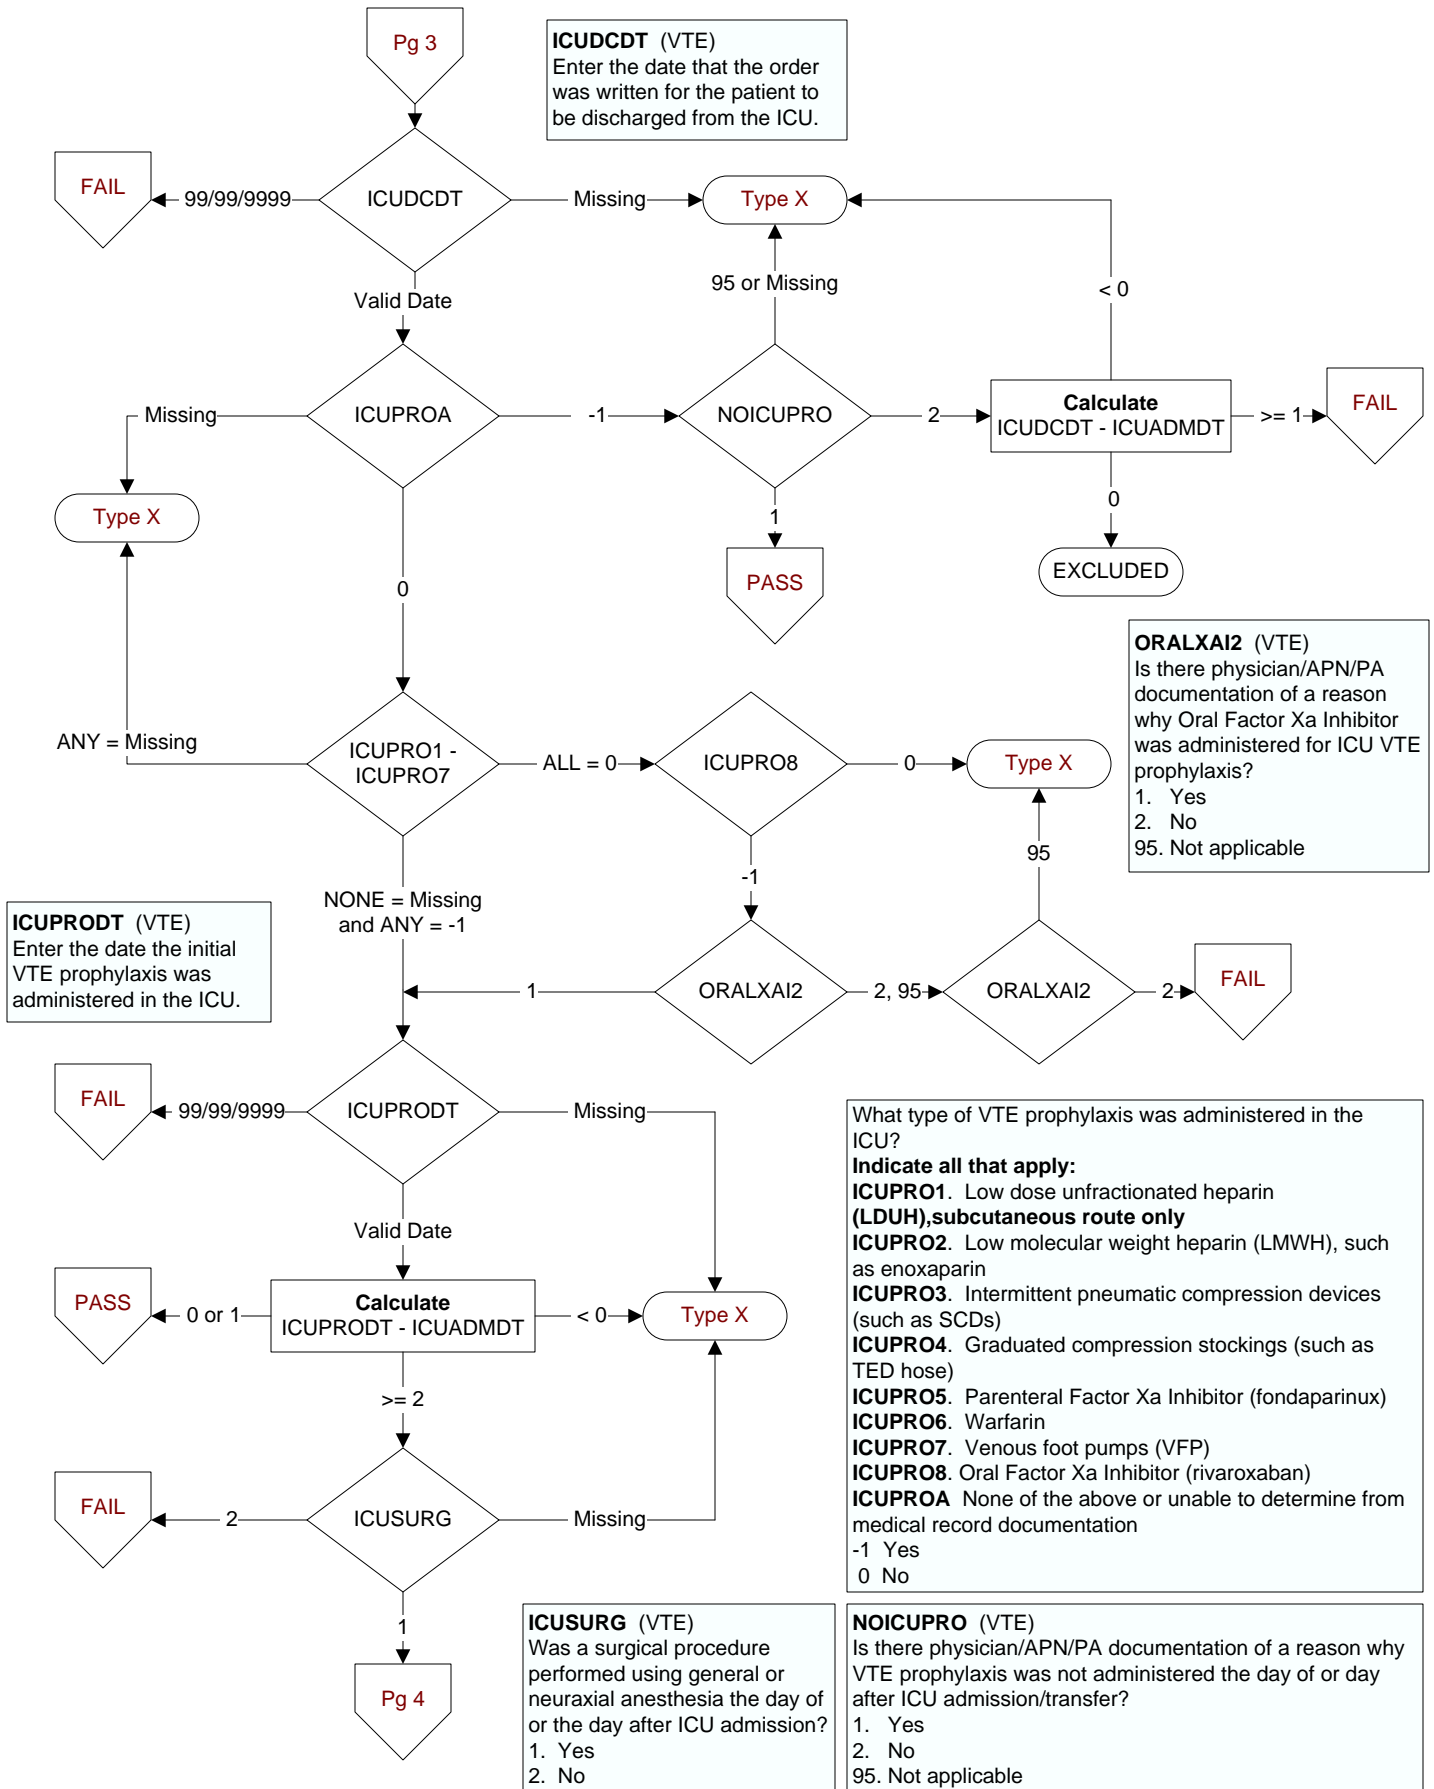 Pg 3
ICUDCDT (VTE)
Enter the date that the order
was written for the patient to
be discharged from the ICU.
FAIL
99/99/9999
ICUDCDT
Missing
Type X
Valid Date
95 or Missing
< 0
Missing
ICUPROA
-1
NOICUPRO
2
Calculate
ICUDCDT - ICUADMDT
>= 1
FAIL
Type X
0
1
PASS
0
EXCLUDED
ORALXAI2 (VTE)
Is there physician/APN/PA
documentation of a reason
why Oral Factor Xa Inhibitor
was administered for ICU VTE
prophylaxis?
1. Yes
2. No
95. Not applicable
ANY = Missing
ICUPRO1 -
ICUPRO7
ALL = 0
ICUPRO8
0
Type X
NONE = Missing
and ANY = -1
-1
95
ICUPRODT (VTE)
Enter the date the initial
VTE prophylaxis was
administered in the ICU.
1
ORALXAI2
2, 95
ORALXAI2
2
FAIL
FAIL
99/99/9999
ICUPRODT
Missing
Valid Date
PASS
0 or 1
Calculate
ICUPRODT - ICUADMDT
< 0
Type X
>= 2
FAIL
2
ICUSURG
Missing
1
Pg 4
What type of VTE prophylaxis was administered in the
ICU?
Indicate all that apply:
ICUPRO1. Low dose unfractionated heparin
(LDUH),subcutaneous route only
ICUPRO2. Low molecular weight heparin (LMWH), such
as enoxaparin
ICUPRO3. Intermittent pneumatic compression devices
(such as SCDs)
ICUPRO4. Graduated compression stockings (such as
TED hose)
ICUPRO5. Parenteral Factor Xa Inhibitor (fondaparinux)
ICUPRO6. Warfarin
ICUPRO7. Venous foot pumps (VFP)
ICUPRO8. Oral Factor Xa Inhibitor (rivaroxaban)
ICUPROA None of the above or unable to determine from
medical record documentation
-1 Yes
0 No
ICUSURG (VTE)
Was a surgical procedure
performed using general or
neuraxial anesthesia the day of
or the day after ICU admission?
1. Yes
2. No
NOICUPRO (VTE)
Is there physician/APN/PA documentation of a reason why
VTE prophylaxis was not administered the day of or day
after ICU admission/transfer?
1. Yes
2. No
95. Not applicable